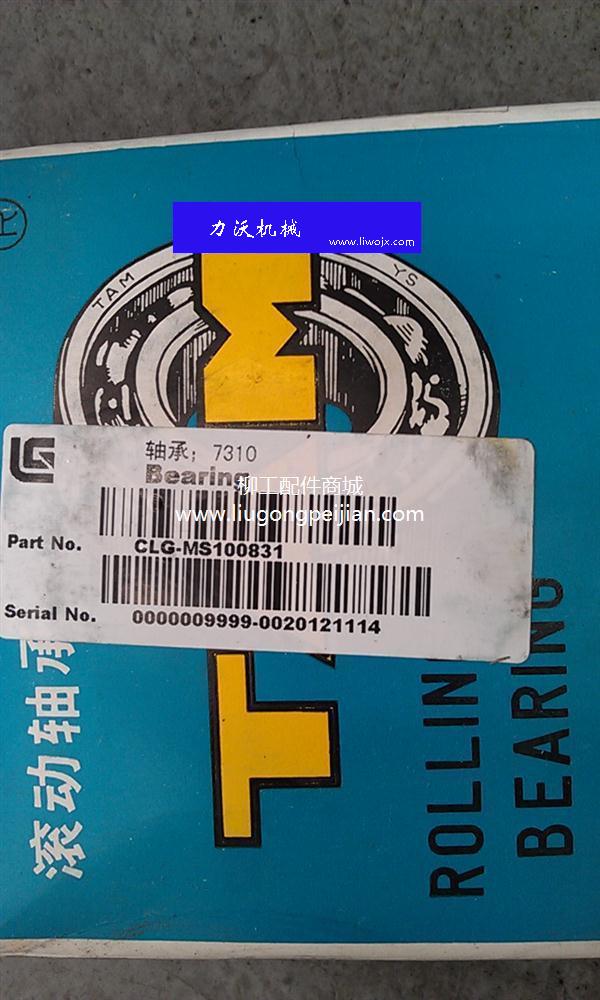 力沃机械
www.liwojx.com
TAM
YS
轴承; 7310
Bearing
柳工配件商城
www.liugongpeijian.com
Part No.
CLG-MS100831
Serial No.
0000009999-0020121114
滚动轴承
ROLLIN
BEARING